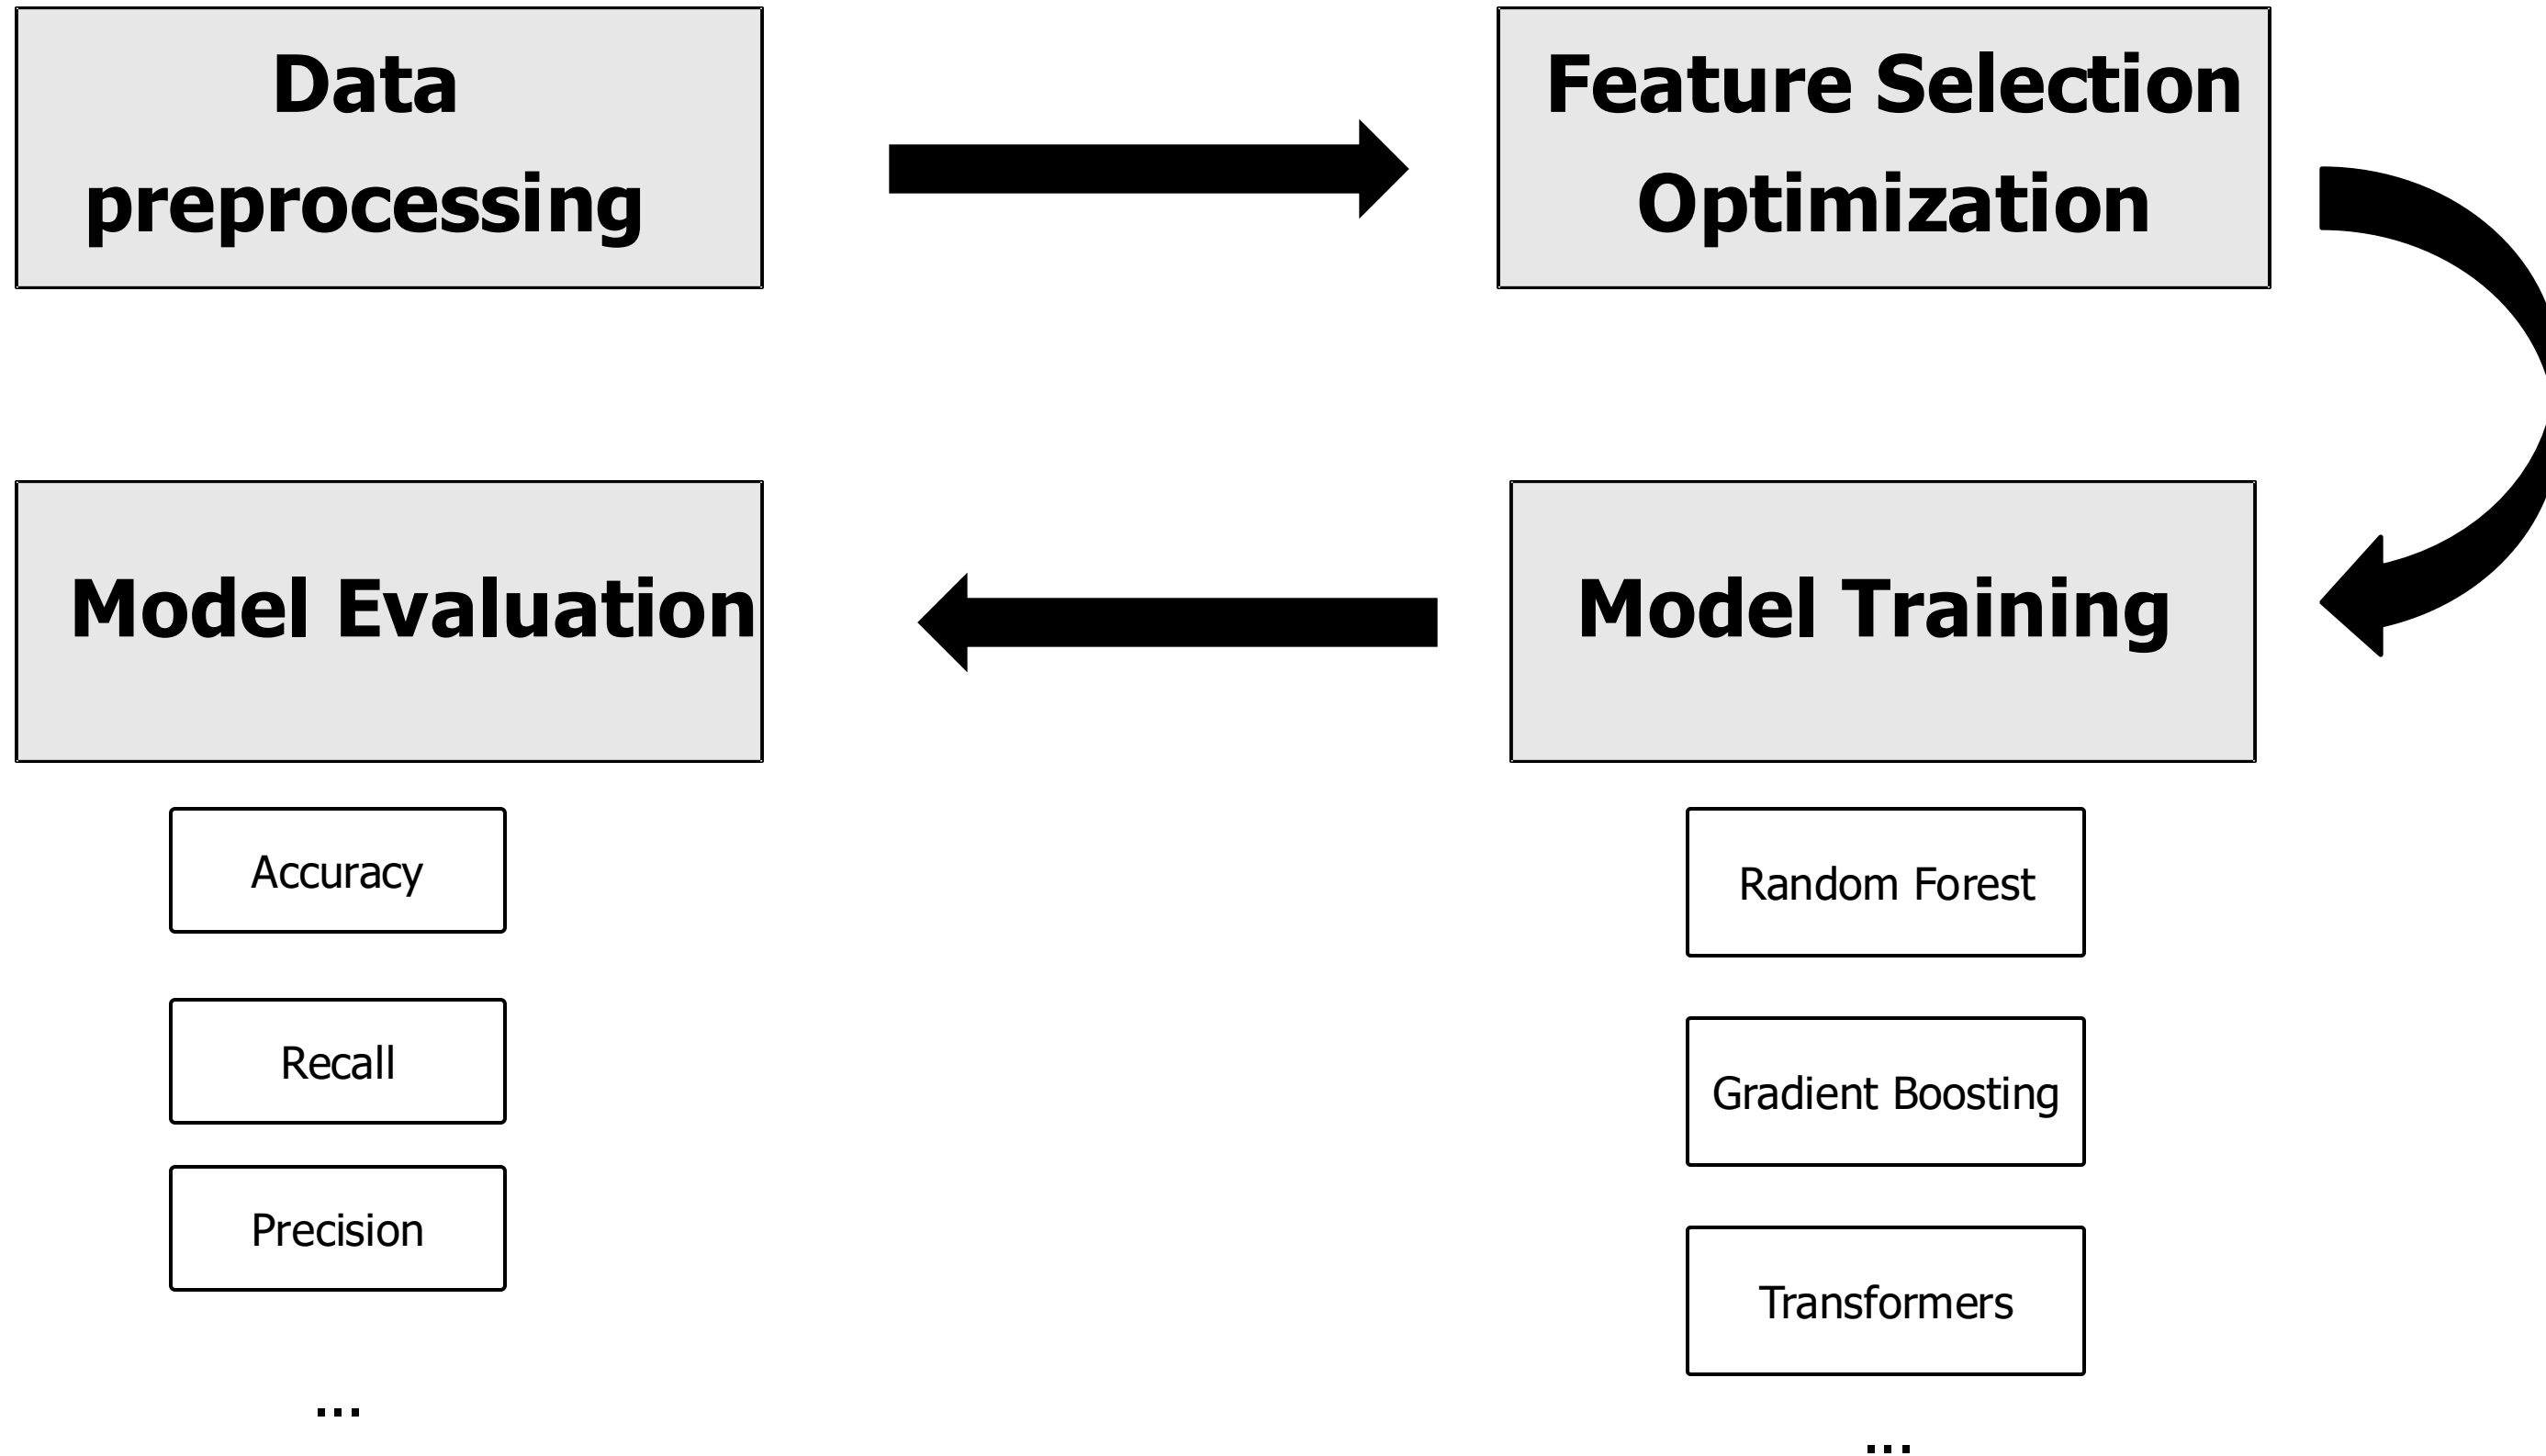 Data
preprocessing
Feature Selection
Optimization
Model Evaluation
Model Training
Accuracy
Recall
Precision
...
Random Forest
Gradient Boosting
Transformers
...